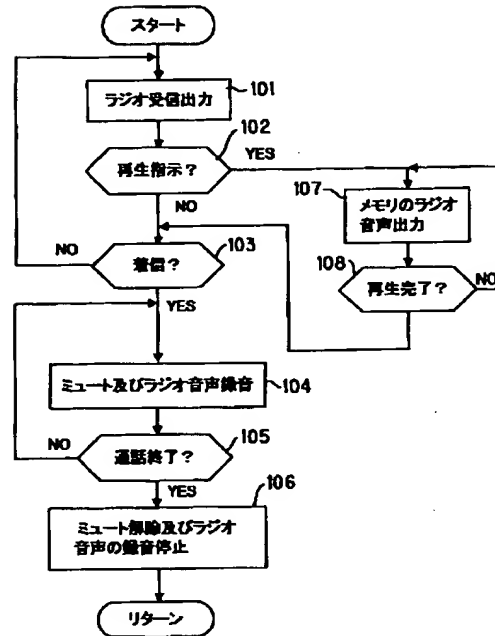 スタート
ラジオ受信出力
101
102
再生指示?
YES
107
メモリのラジオ
音声出力
NO
103
NO
着信?
108
再生完了?
NO
YES
ミュート及びラジオ音声録音
104
NO
105
通話終了?
YES
106
ミュート解除及びラジオ
音声の録音停止
リターン